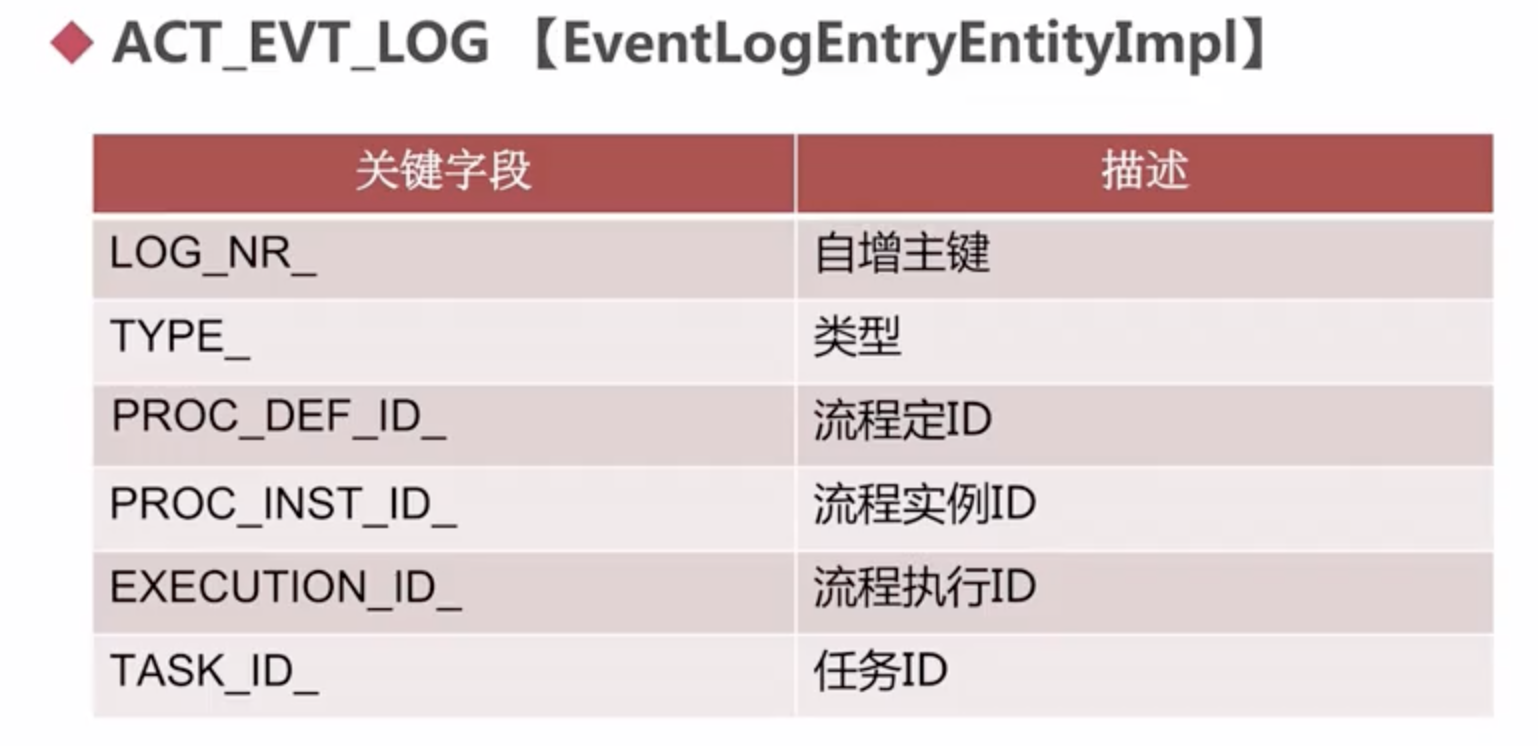 ACT_EVT_LOG 【EventLogEntryEntityImpl】
关键字段 描述
LOG_NR_ 自增主键
TYPE_ 类型
PROC_DEF_ID_ 流程定ID
PROC_INST_ID_ 流程实例ID
EXECUTION_ID_ 流程执行ID
TASK_ID_ 任务ID